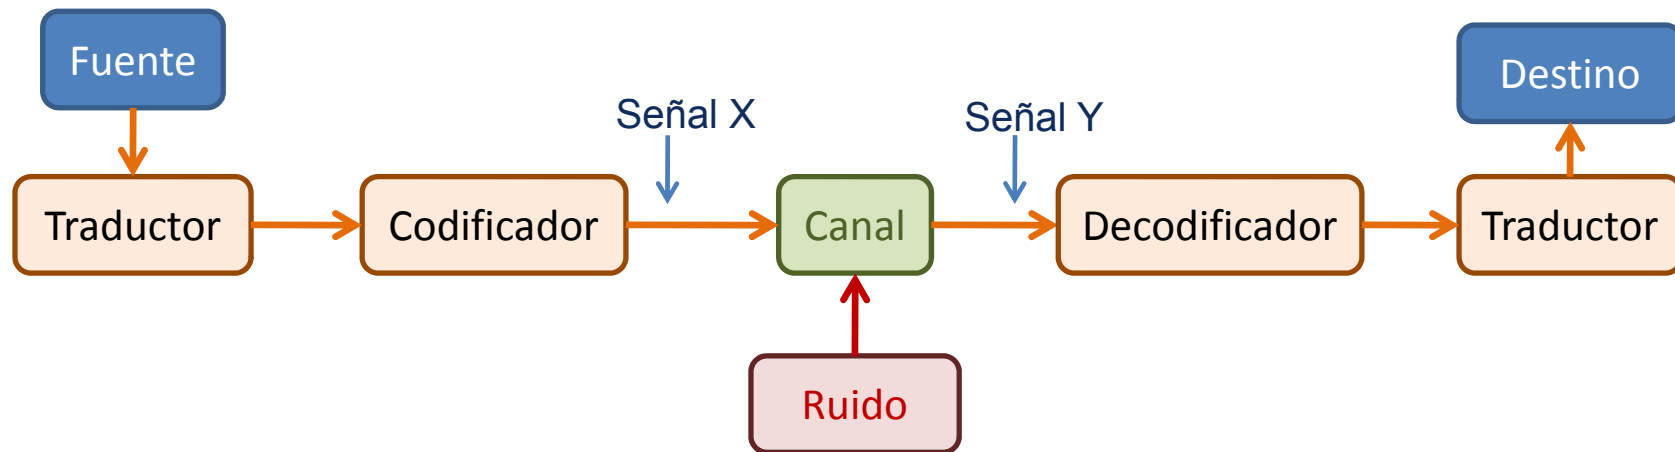 Fuente
Destino
Señal X
Señal Y
Traductor
Codificador
Canal
Decodificador
Traductor
Ruido